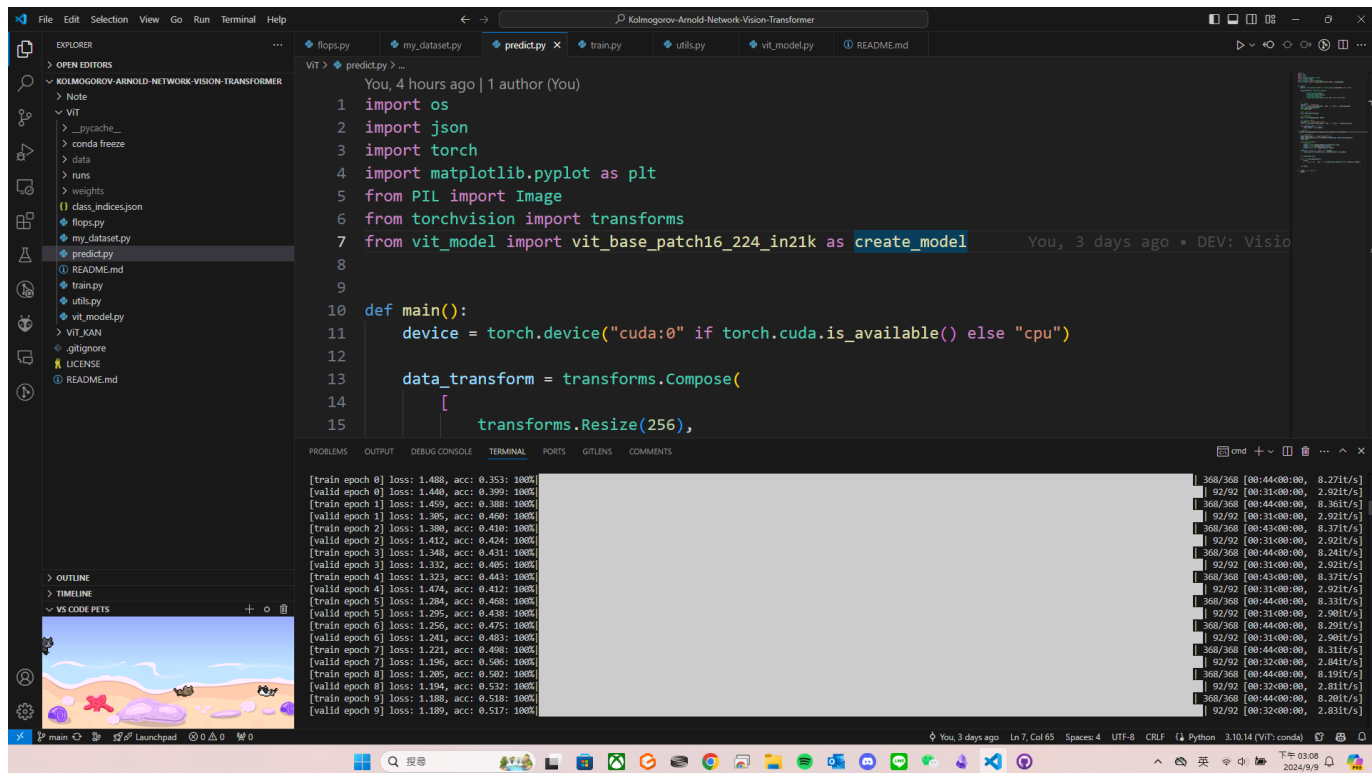 File Edit Selection View Go Run Terminal Help
Kolmogorov-Arnold-Network-Vision-Transformer
EXPLORER
OPEN EDITORS
KOLMOGOROV-ARNOLD-NETWORK-VISION-TRANSFORMER
Note
ViT
__pycache__
conda freeze
data
runs
weights
class_indices.json
flops.py
my_dataset.py
predict.py
README.md
train.py
utils.py
vit_model.py
ViT_KAN
.gitignore
LICENSE
README.md
OUTLINE
TIMELINE
VS CODE PETS
flops.py my_dataset.py predict.py train.py utils.py vit_model.py README.md
ViT > predict.py > ...
You, 4 hours ago | 1 author (You)
1 import os
2 import json
3 import torch
4 import matplotlib.pyplot as plt
5 from PIL import Image
6 from torchvision import transforms
7 from vit_model import vit_base_patch16_224_in21k as create_model You, 3 days ago • DEV: Visio
8
9
10 def main():
11 device = torch.device("cuda:0" if torch.cuda.is_available() else "cpu")
12
13 data_transform = transforms.Compose(
14 [
15 transforms.Resize(256),
PROBLEMS OUTPUT DEBUG CONSOLE TERMINAL PORTS GITLENS COMMENTS
cmd
[train epoch 0] loss: 1.488, acc: 0.353: 100%| | 368/368 [00:44<00:00, 8.27it/s]
[valid epoch 0] loss: 1.440, acc: 0.399: 100%| | 92/92 [00:31<00:00, 2.92it/s]
[train epoch 1] loss: 1.459, acc: 0.388: 100%| | 368/368 [00:44<00:00, 8.36it/s]
[valid epoch 1] loss: 1.305, acc: 0.460: 100%| | 92/92 [00:31<00:00, 2.92it/s]
[train epoch 2] loss: 1.380, acc: 0.410: 100%| | 368/368 [00:43<00:00, 8.37it/s]
[valid epoch 2] loss: 1.412, acc: 0.424: 100%| | 92/92 [00:31<00:00, 2.92it/s]
[train epoch 3] loss: 1.348, acc: 0.431: 100%| | 368/368 [00:44<00:00, 8.24it/s]
[valid epoch 3] loss: 1.332, acc: 0.405: 100%| | 92/92 [00:31<00:00, 2.92it/s]
[train epoch 4] loss: 1.323, acc: 0.443: 100%| | 368/368 [00:43<00:00, 8.37it/s]
[valid epoch 4] loss: 1.474, acc: 0.412: 100%| | 92/92 [00:31<00:00, 2.92it/s]
[train epoch 5] loss: 1.284, acc: 0.468: 100%| | 368/368 [00:44<00:00, 8.33it/s]
[valid epoch 5] loss: 1.295, acc: 0.438: 100%| | 92/92 [00:31<00:00, 2.90it/s]
[train epoch 6] loss: 1.256, acc: 0.475: 100%| | 368/368 [00:44<00:00, 8.29it/s]
[valid epoch 6] loss: 1.241, acc: 0.483: 100%| | 92/92 [00:31<00:00, 2.90it/s]
[train epoch 7] loss: 1.221, acc: 0.498: 100%| | 368/368 [00:44<00:00, 8.31it/s]
[valid epoch 7] loss: 1.196, acc: 0.506: 100%| | 92/92 [00:32<00:00, 2.84it/s]
[train epoch 8] loss: 1.205, acc: 0.502: 100%| | 368/368 [00:44<00:00, 8.19it/s]
[valid epoch 8] loss: 1.194, acc: 0.532: 100%| | 92/92 [00:32<00:00, 2.81it/s]
[train epoch 9] loss: 1.188, acc: 0.518: 100%| | 368/368 [00:44<00:00, 8.20it/s]
[valid epoch 9] loss: 1.189, acc: 0.517: 100%| | 92/92 [00:32<00:00, 2.83it/s]
main Launchpad 0 0 0 You, 3 days ago Ln 7, Col 65 Spaces: 4 UTF-8 CRLF Python 3.10.14 ('ViT': conda)
搜尋 英 下午 03:08
2024/9/9